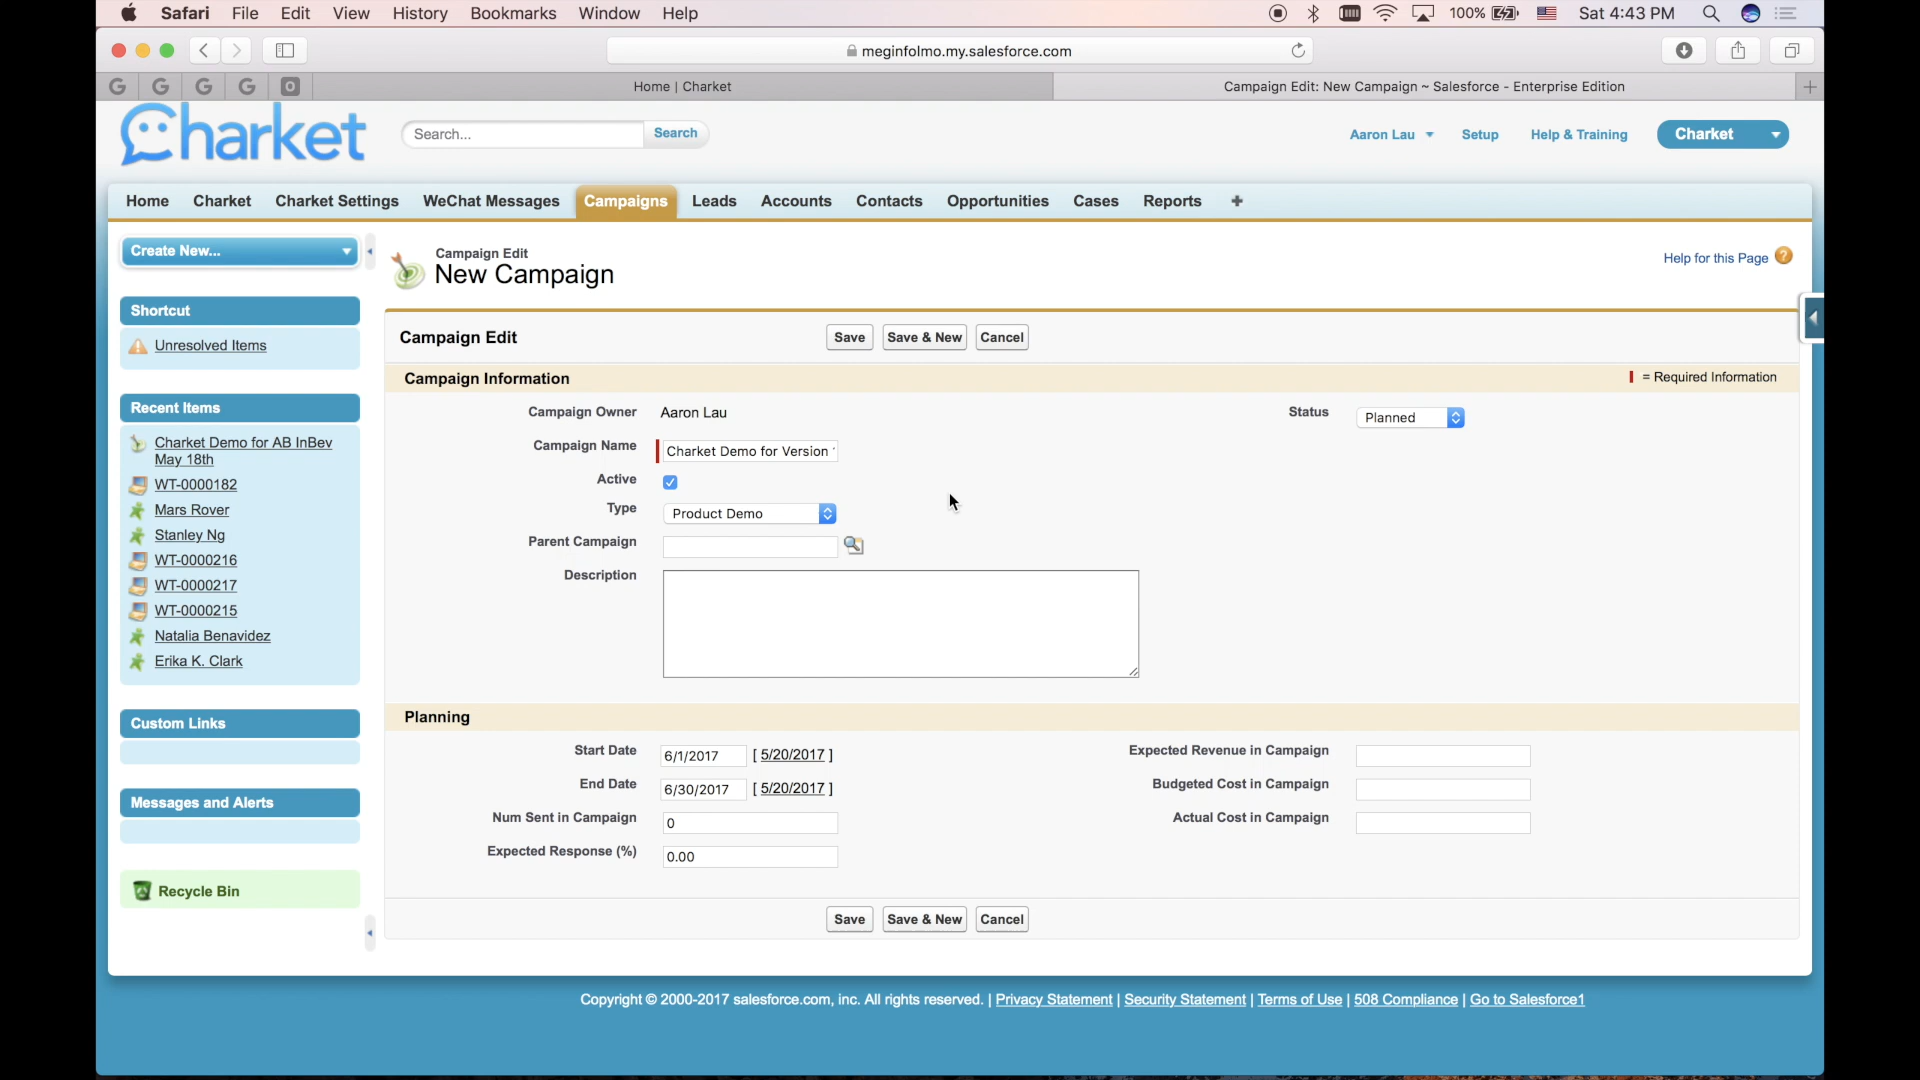 Safari File Edit View History Bookmarks Window Help 100% Sat 4:43 PM
meginfolmo.my.salesforce.com
G G G G O Home | Charket Campaign Edit: New Campaign ~ Salesforce - Enterprise Edition +
Charket Search... Search Aaron Lau Setup Help & Training Charket
Home Charket Charket Settings WeChat Messages Campaigns Leads Accounts Contacts Opportunities Cases Reports +
Create New...
Shortcut
Unresolved Items
Recent Items
Charket Demo for AB InBev
May 18th
WT-0000182
Mars Rover
Stanley Ng
WT-0000216
WT-0000217
WT-0000215
Natalia Benavidez
Erika K. Clark
Custom Links
Messages and Alerts
Recycle Bin
Campaign Edit
New Campaign
Help for this Page ?
Campaign Edit Save Save & New Cancel
Campaign Information = Required Information
Campaign Owner Aaron Lau Status Planned
Campaign Name Charket Demo for Version
Active
Type Product Demo
Parent Campaign
Description
Planning
Start Date 6/1/2017 [ 5/20/2017 ] Expected Revenue in Campaign
End Date 6/30/2017 [ 5/20/2017 ] Budgeted Cost in Campaign
Num Sent in Campaign 0 Actual Cost in Campaign
Expected Response (%) 0.00
Save Save & New Cancel
Copyright © 2000-2017 salesforce.com, inc. All rights reserved. | Privacy Statement | Security Statement | Terms of Use | 508 Compliance | Go to Salesforce1